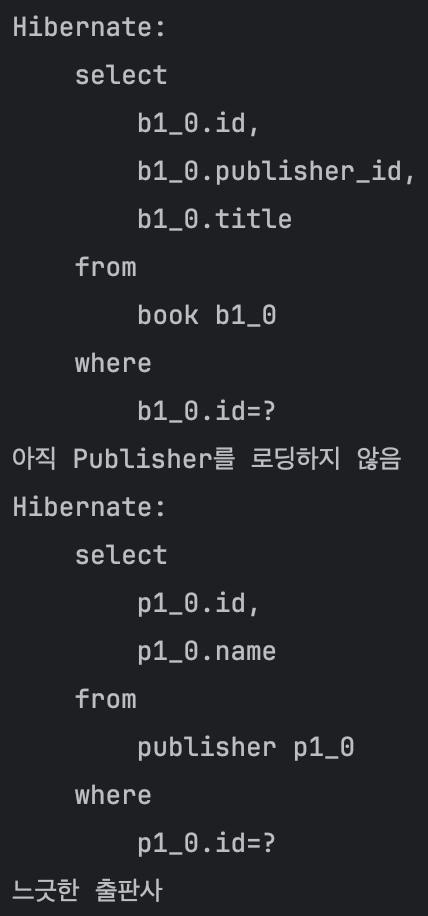 Hibernate:
    select
        b1_0.id,
        b1_0.publisher_id,
        b1_0.title
    from
        book b1_0
    where
        b1_0.id=?
아직 Publisher를 로딩하지 않음
Hibernate:
    select
        p1_0.id,
        p1_0.name
    from
        publisher p1_0
    where
        p1_0.id=?
느긋한 출판사